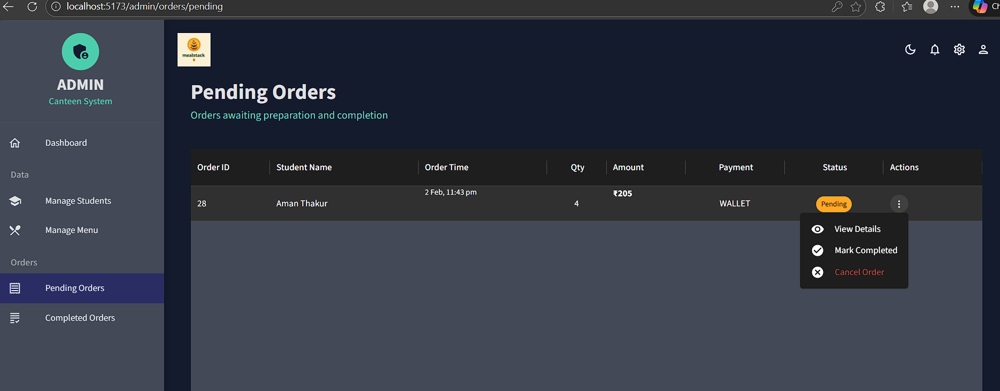 localhost:5173/admin/orders/pending
Ch
ADMIN
Canteen System
Dashboard
Data
Manage Students
Manage Menu
Orders
Pending Orders
Completed Orders
mealstack
Pending Orders
Orders awaiting preparation and completion
Order ID Student Name Order Time Qty Amount Payment Status Actions
28 Aman Thakur 2 Feb, 11:43 pm 4 ₹205 WALLET Pending
View Details
Mark Completed
Cancel Order